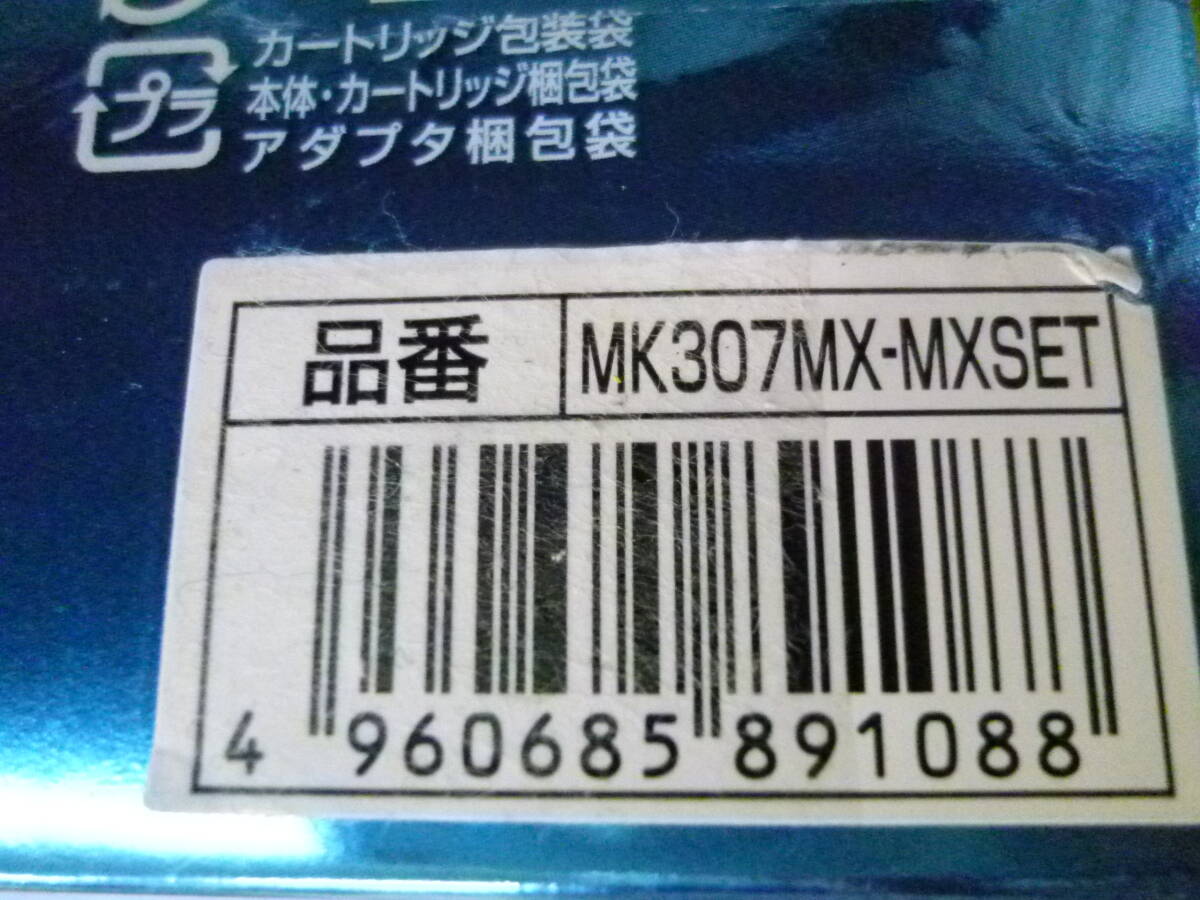 プラ
カートリッジ包装袋
本体・カートリッジ梱包袋
アダプタ梱包袋
品番
MK307MX-MXSET
4 960685 891088